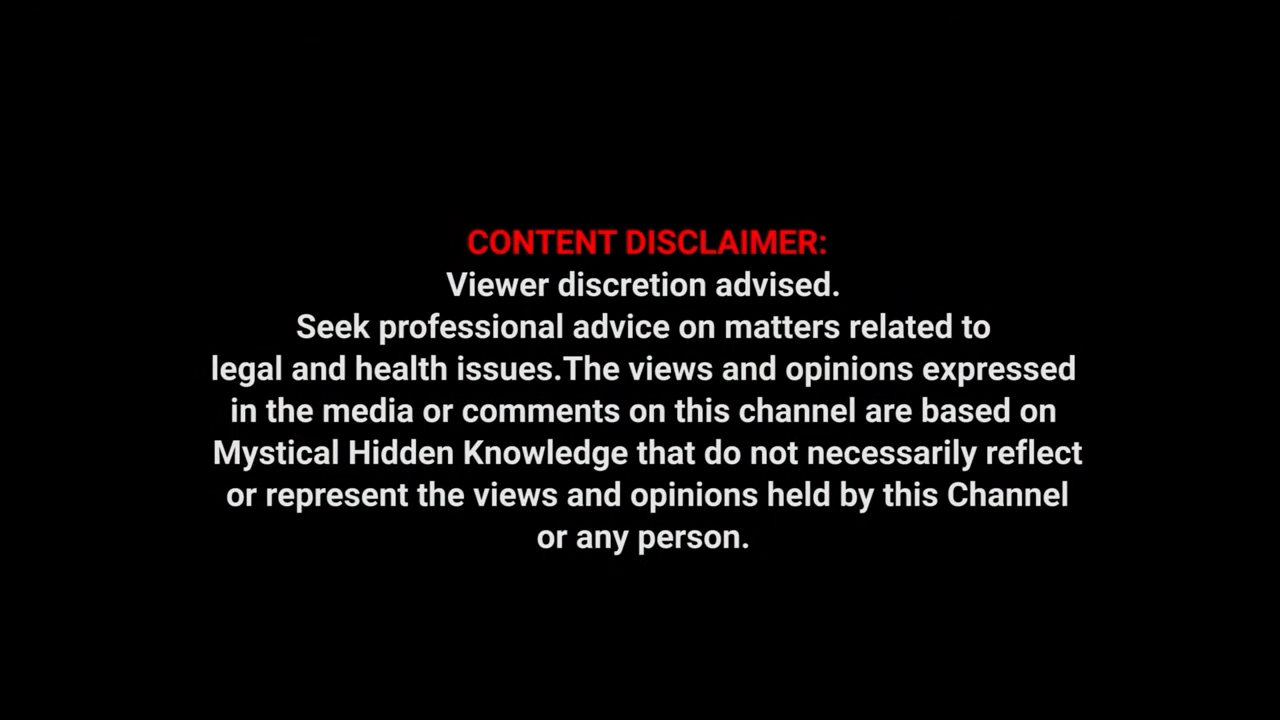 CONTENT DISCLAIMER:
Viewer discretion advised.
Seek professional advice on matters related to
legal and health issues.The views and opinions expressed
in the media or comments on this channel are based on
Mystical Hidden Knowledge that do not necessarily reflect
or represent the views and opinions held by this Channel
or any person.